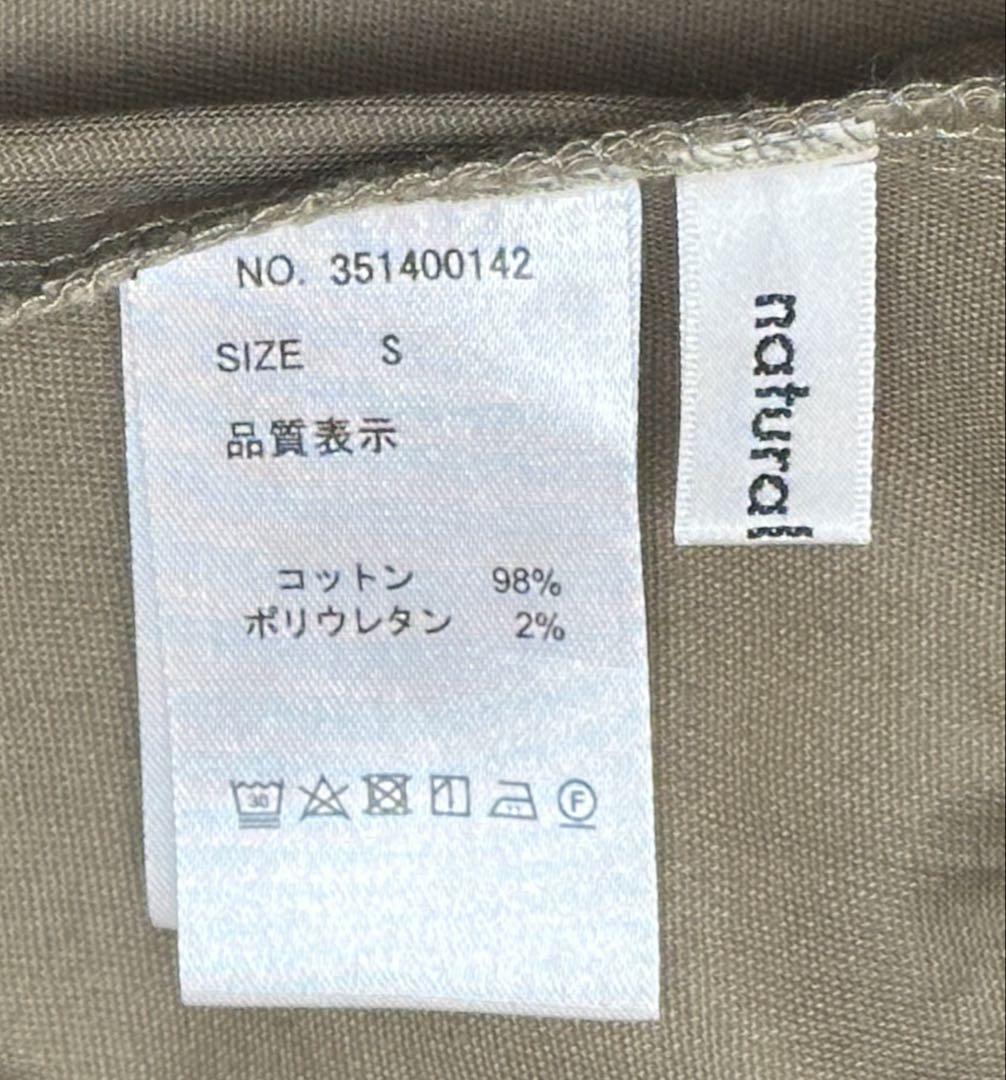 NO. 351400142
SIZE S
品質表示
コットン 98%
ポリウレタン 2%
30
F
natural